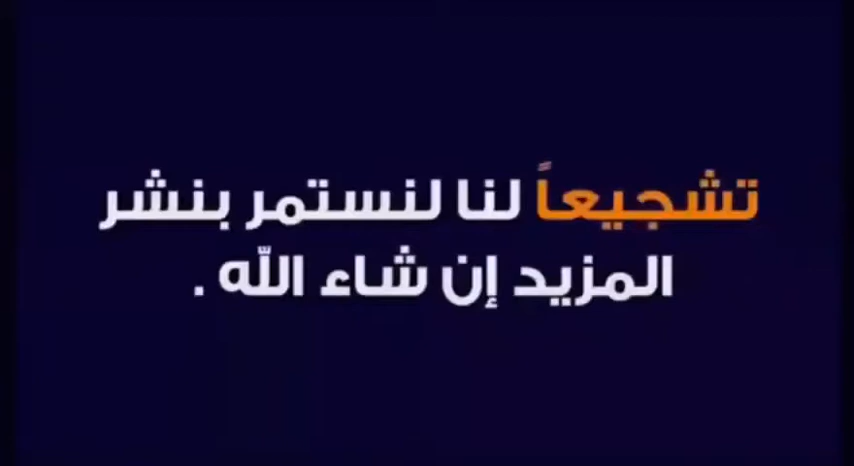 تشجيعاً لنا لنستمر بنشر
المزيد إن شاء الله .